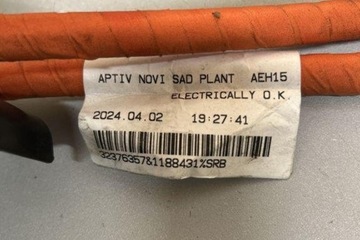 APTIV NOVI SAD PLANT AEH15
ELECTRICALLY O.K.
2024.04.02 19:27:41
32376357&1188431%SRB